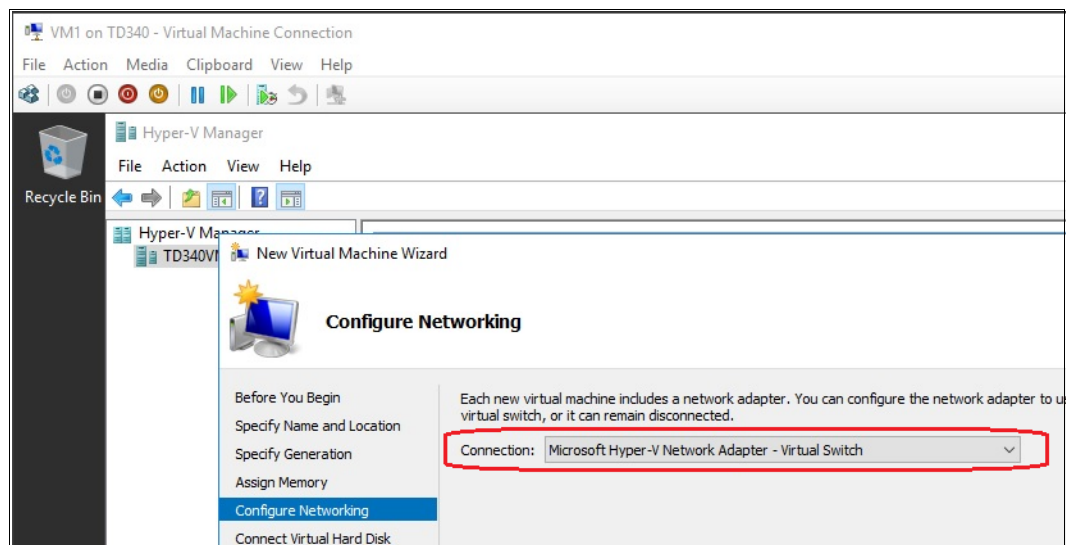 VM1 on TD340 - Virtual Machine Connection
File Action Media Clipboard View Help
Hyper-V Manager
File Action View Help
Recycle Bin
Hyper-V Manager
New Virtual Machine Wizard
Configure Networking
Before You Begin
Specify Name and Location
Specify Generation
Assign Memory
Configure Networking
Connect Virtual Hard Disk
Each new virtual machine includes a network adapter. You can configure the network adapter to
virtual switch, or it can remain disconnected.
Connection: Microsoft Hyper-V Network Adapter - Virtual Switch